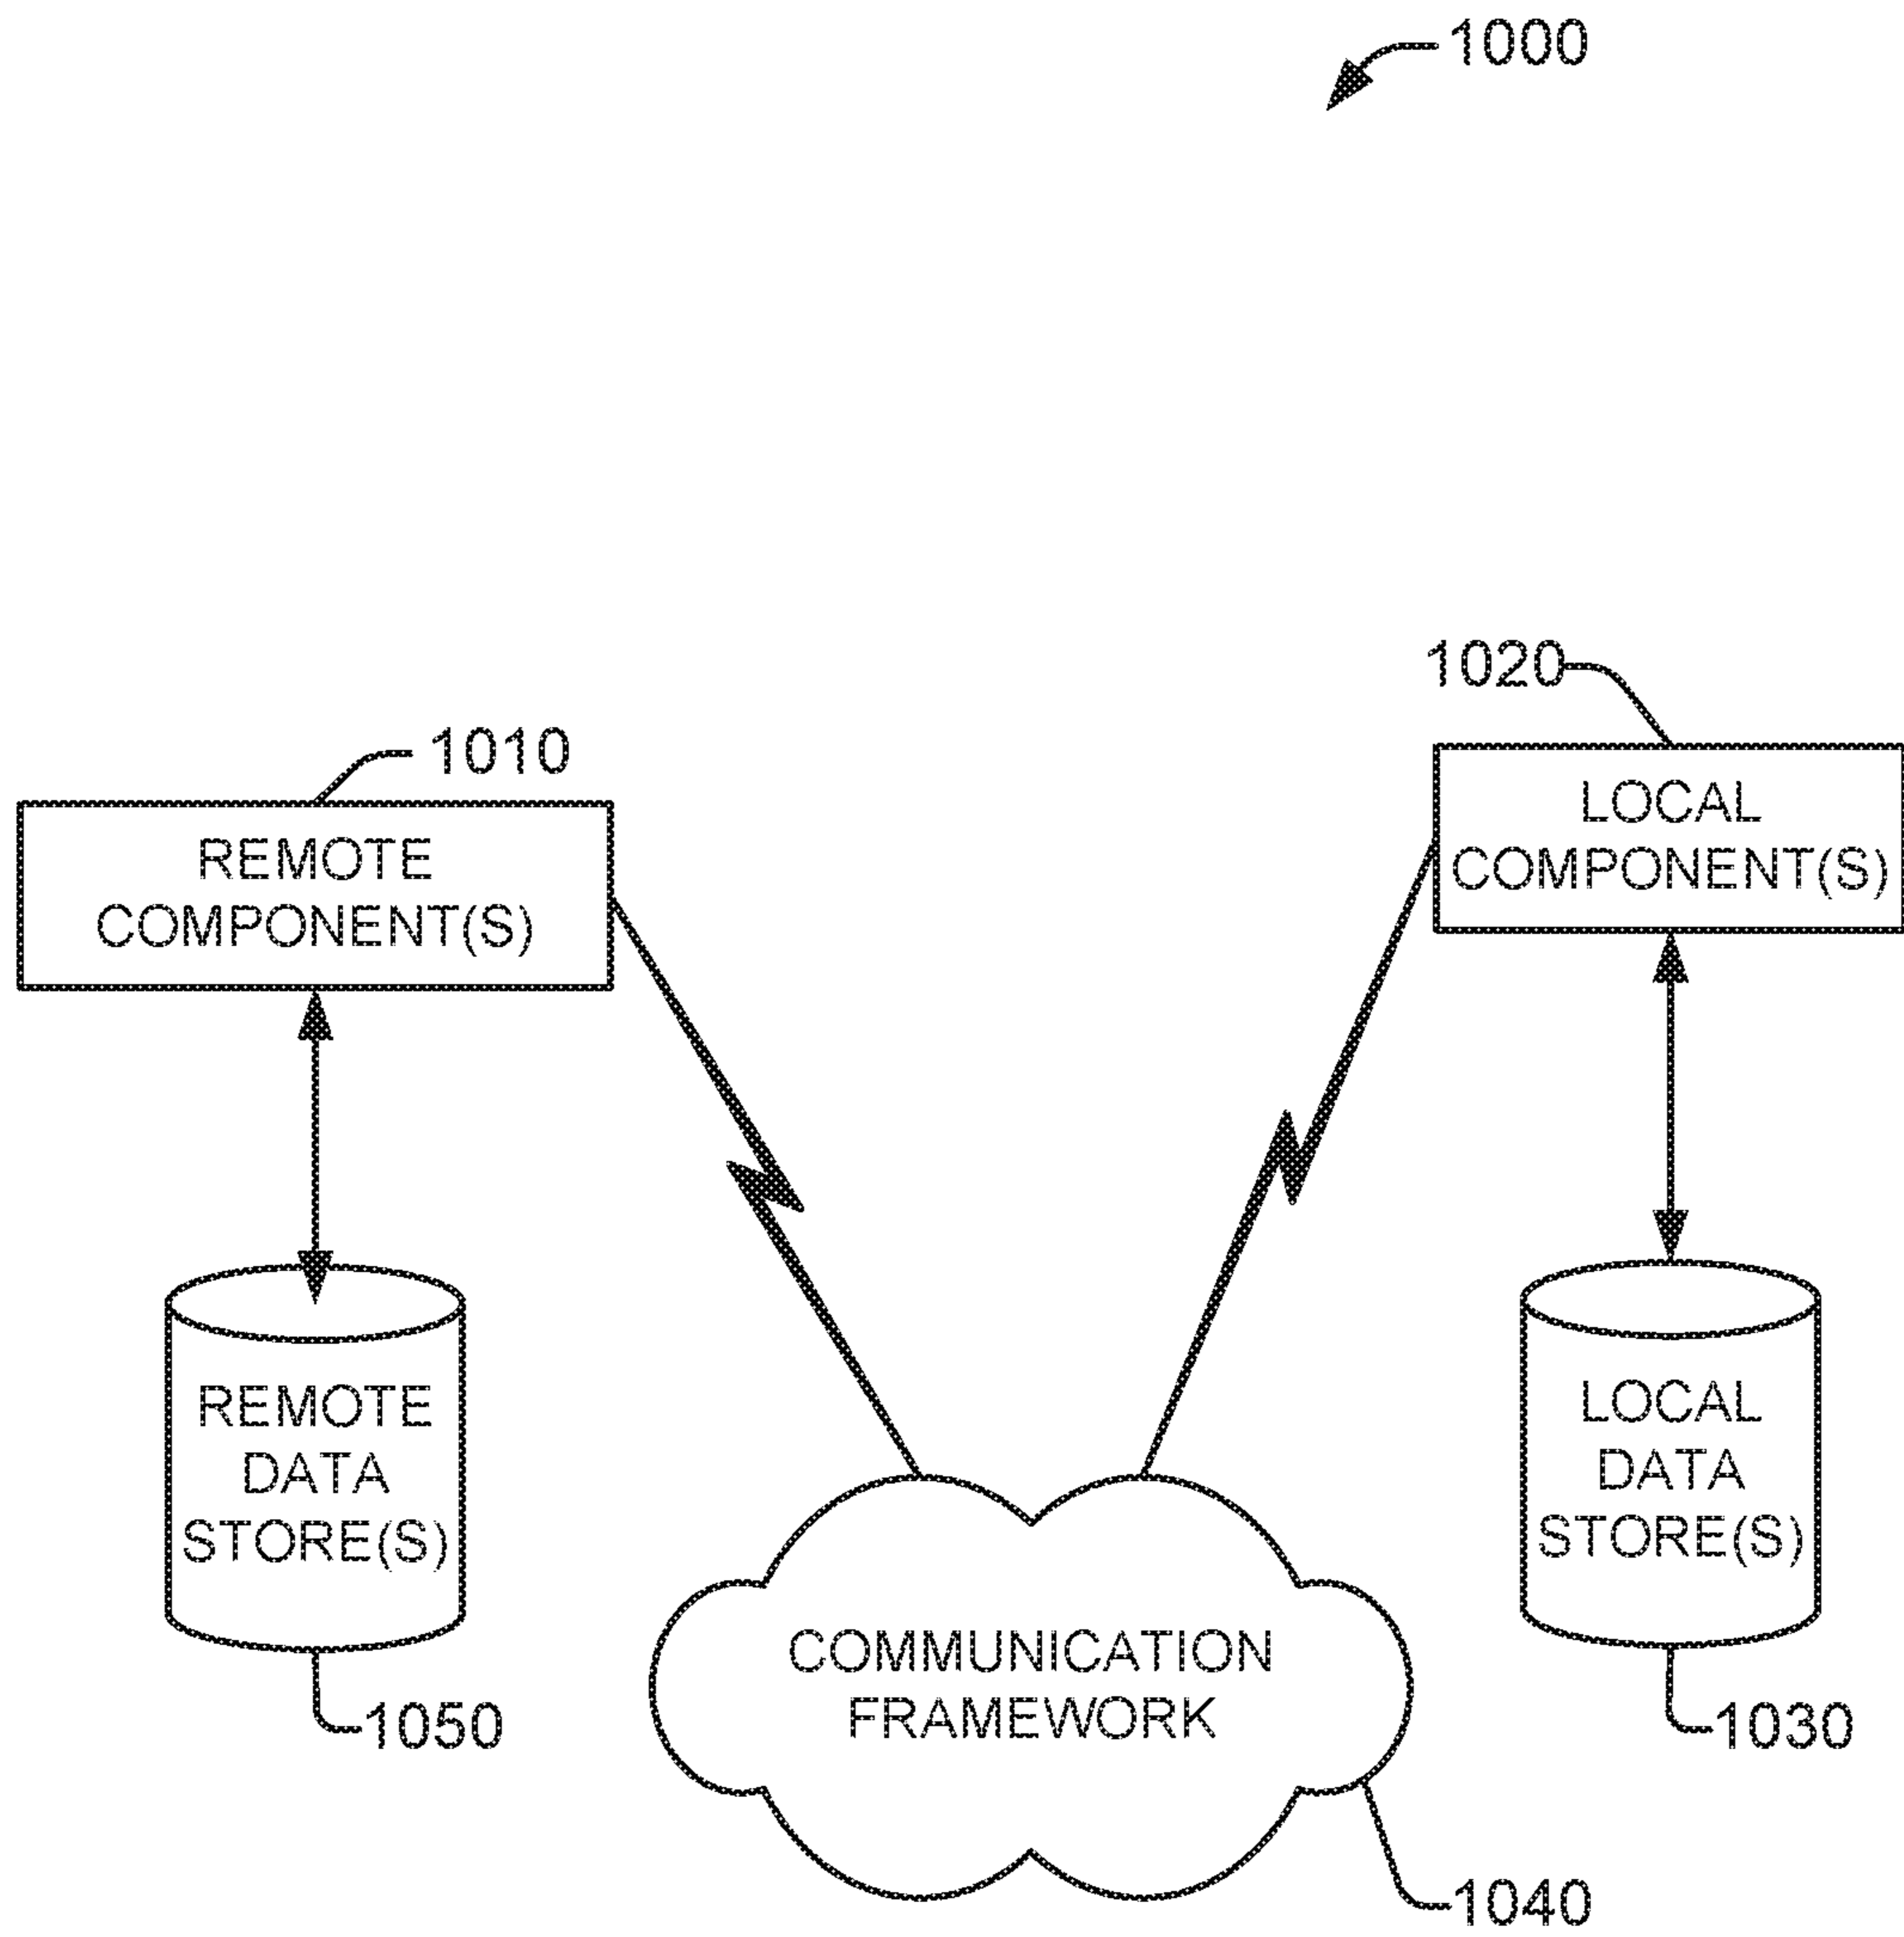 1000
1020
1010
LOCAL
COMPONENT(S)
REMOTE
COMPONENT(S)
REMOTE
DATA
STORE(S)
LOCAL
DATA
STORE(S)
COMMUNICATION
FRAMEWORK
1050
1030
1040